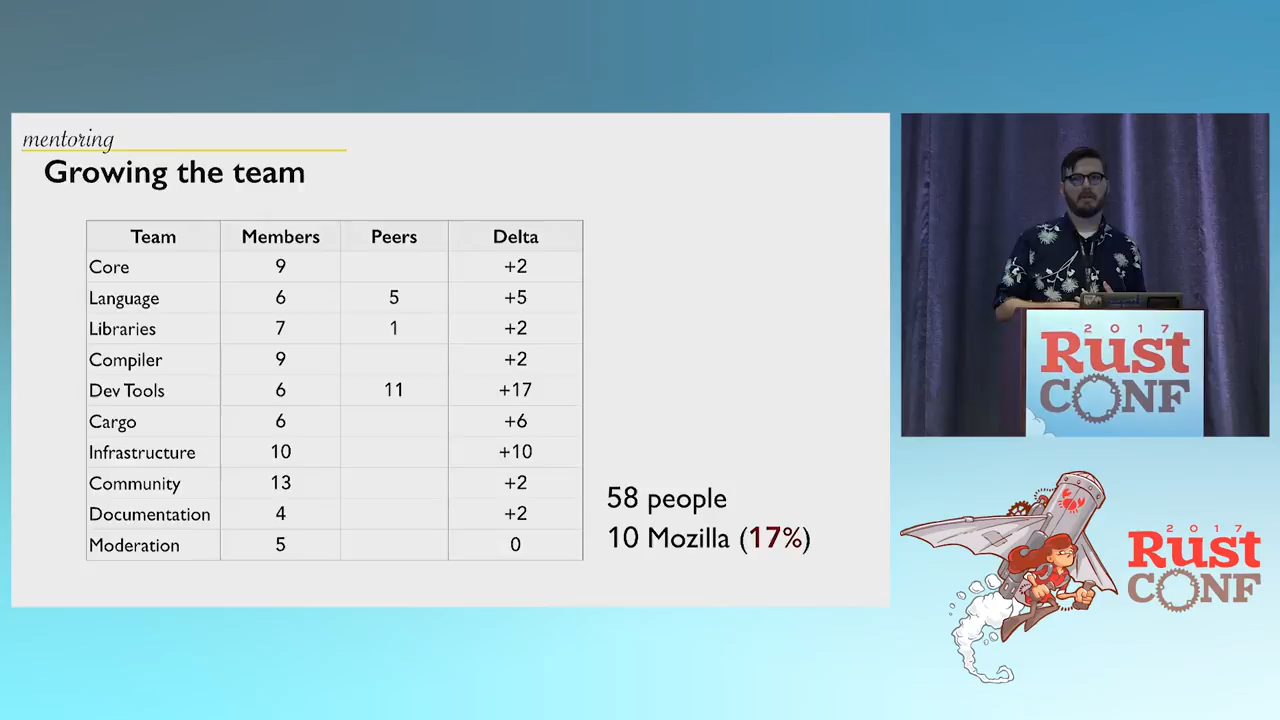 mentoring
Growing the team
Team Members Peers Delta
Core 9 +2
Language 6 5 +5
Libraries 7 1 +2
Compiler 9 +2
Dev Tools 6 11 +17
Cargo 6 +6
Infrastructure 10 +10
Community 13 +2
Documentation 4 +2
Moderation 5 0
58 people
10 Mozilla (17%)
2017
Rust
CONF
2017
Rust
CONF